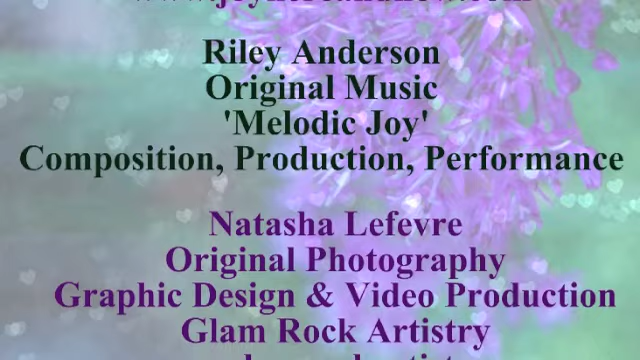 Riley Anderson
Original Music
'Melodic Joy'
Composition, Production, Performance
Natasha Lefevre
Original Photography
Graphic Design & Video Production
Glam Rock Artistry